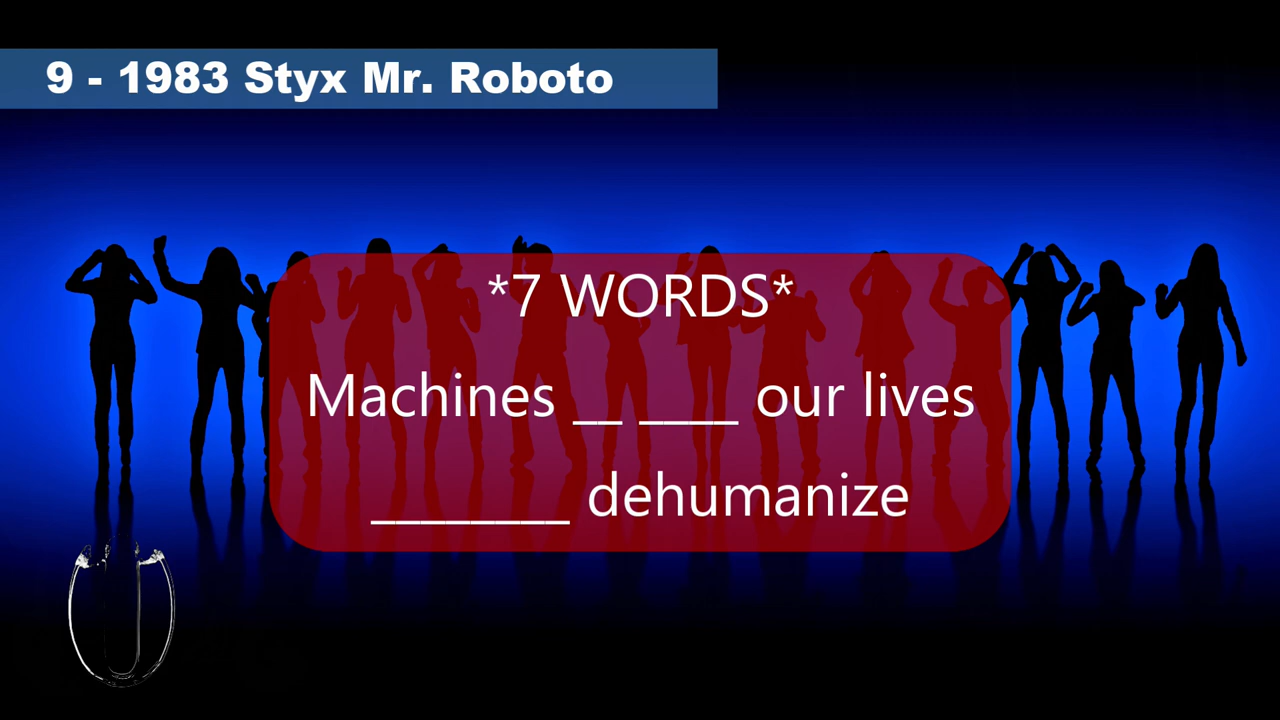 9 - 1983 Styx Mr. Roboto
*7 WORDS*
Machines __ ____ our lives
________ dehumanize